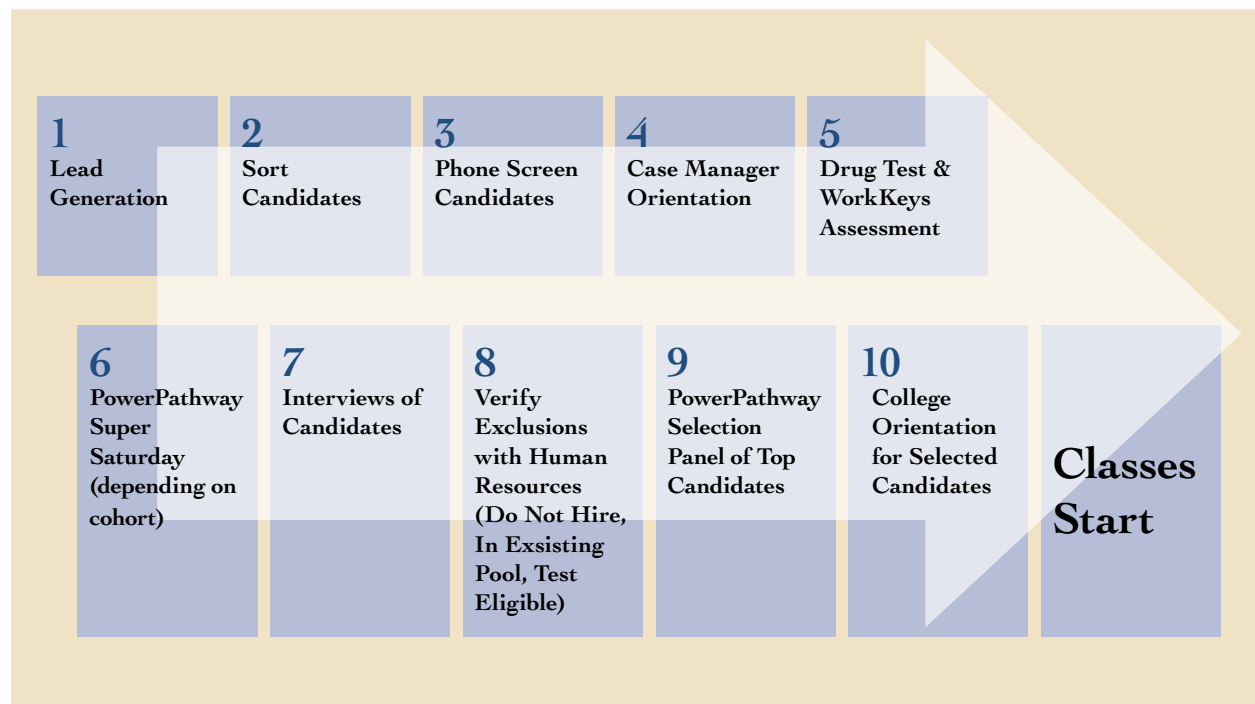 1
Lead
Generation
2
Sort
Candidates
3
Phone Screen
Candidates
4
Case Manager
Orientation
5
Drug Test &
WorkKeys
Assessment
6
PowerPathway
Super
Saturday
(depending on
cohort)
7
Interviews of
Candidates
8
Verify
Exclusions
with Human
Resources
(Do Not Hire,
In Exsisting
Pool, Test
Eligible)
9
PowerPathway
Selection
Panel of Top
Candidates
10
College
Orientation
for Selected
Candidates
Classes
Start